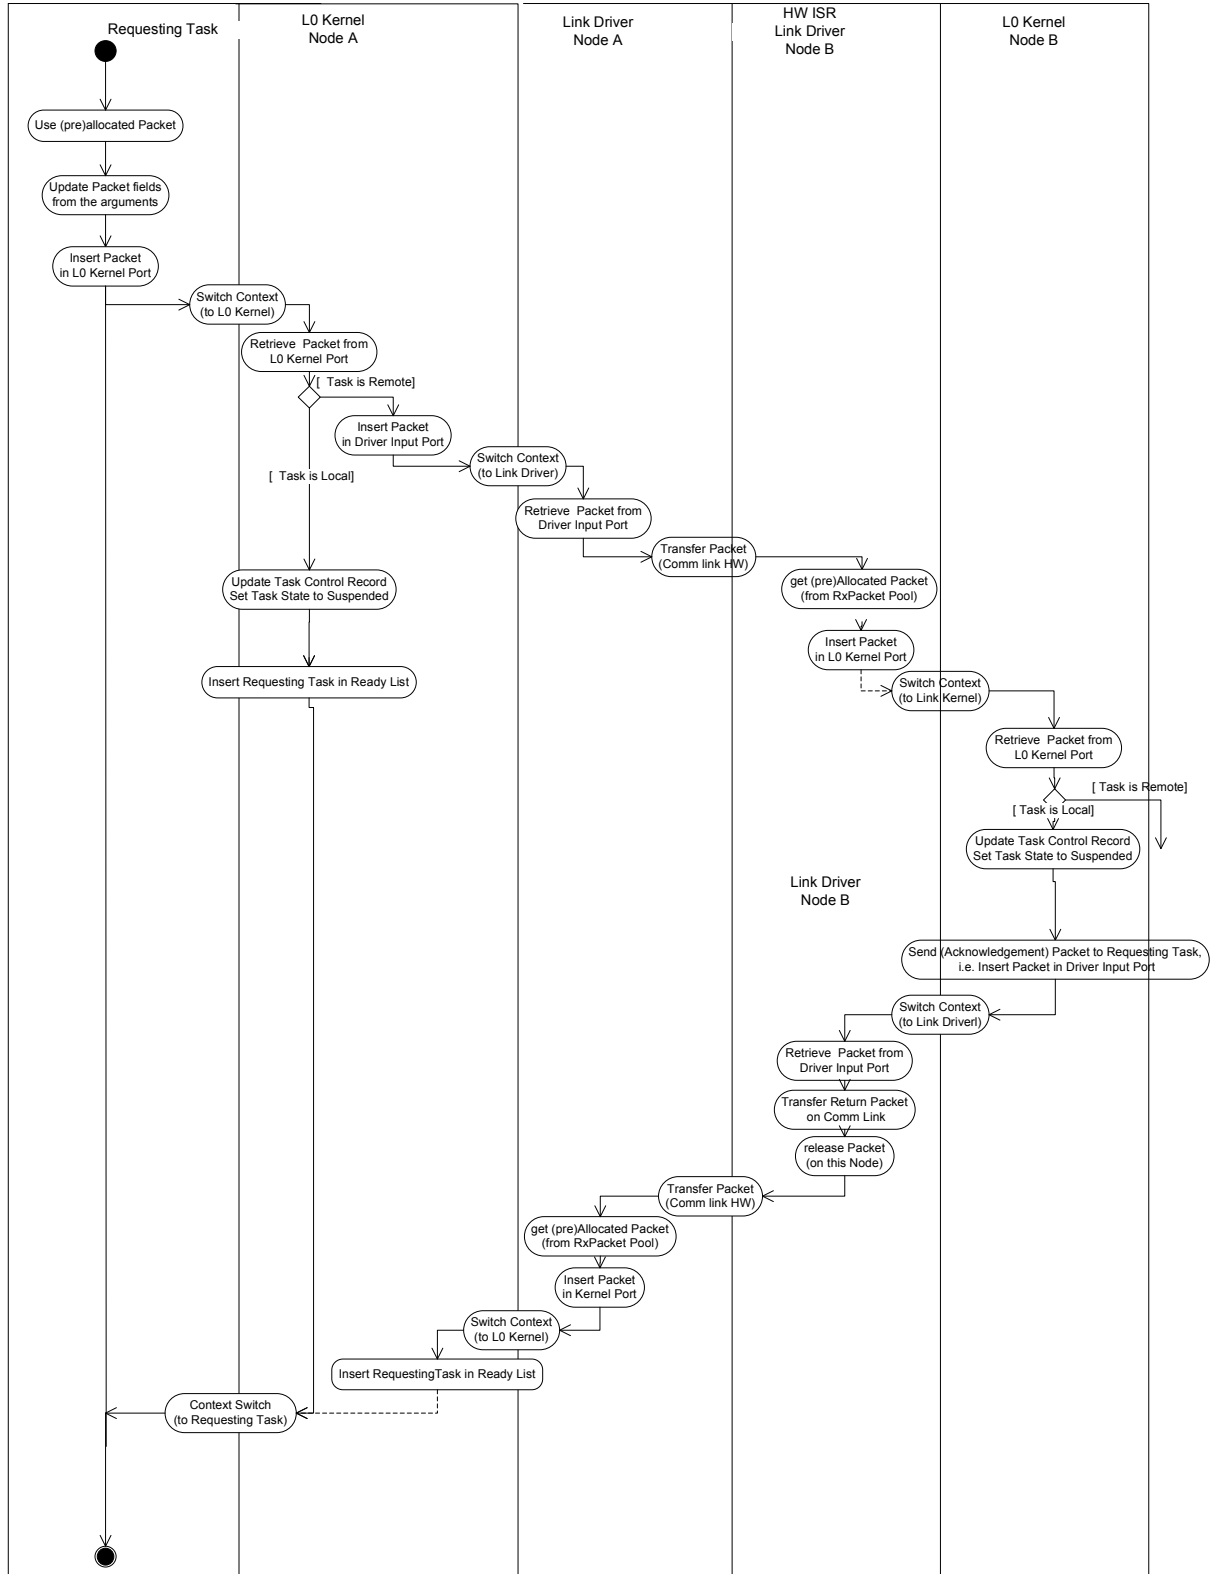 Requesting Task
L0 Kernel
Node A
Link Driver
Node A
HW ISR
Link Driver
Node B
L0 Kernel
Node B
Use (pre)allocated Packet
Update Packet fields
from the arguments
Insert Packet
in L0 Kernel Port
Switch Context
(to L0 Kernel)
Retrieve Packet from
L0 Kernel Port
[ Task is Remote]
Insert Packet
in Driver Input Port
Switch Context
(to Link Driver)
[ Task is Local]
Retrieve Packet from
Driver Input Port
Transfer Packet
(Comm link HW)
get (pre)Allocated Packet
(from RxPacket Pool)
Update Task Control Record
Set Task State to Suspended
Insert Packet
in L0 Kernel Port
Insert Requesting Task in Ready List
Switch Context
(to Link Kernel)
Retrieve Packet from
L0 Kernel Port
[ Task is Remote]
[ Task is Local]
Update Task Control Record
Set Task State to Suspended
Link Driver
Node B
Send (Acknowledgement) Packet to Requesting Task,
i.e. Insert Packet in Driver Input Port
Switch Context
(to Link Driverl)
Retrieve Packet from
Driver Input Port
Transfer Return Packet
on Comm Link
release Packet
(on this Node)
Transfer Packet
(Comm link HW)
get (pre)Allocated Packet
(from RxPacket Pool)
Insert Packet
in Kernel Port
Switch Context
(to L0 Kernel)
Insert RequestingTask in Ready List
Context Switch
(to Requesting Task)